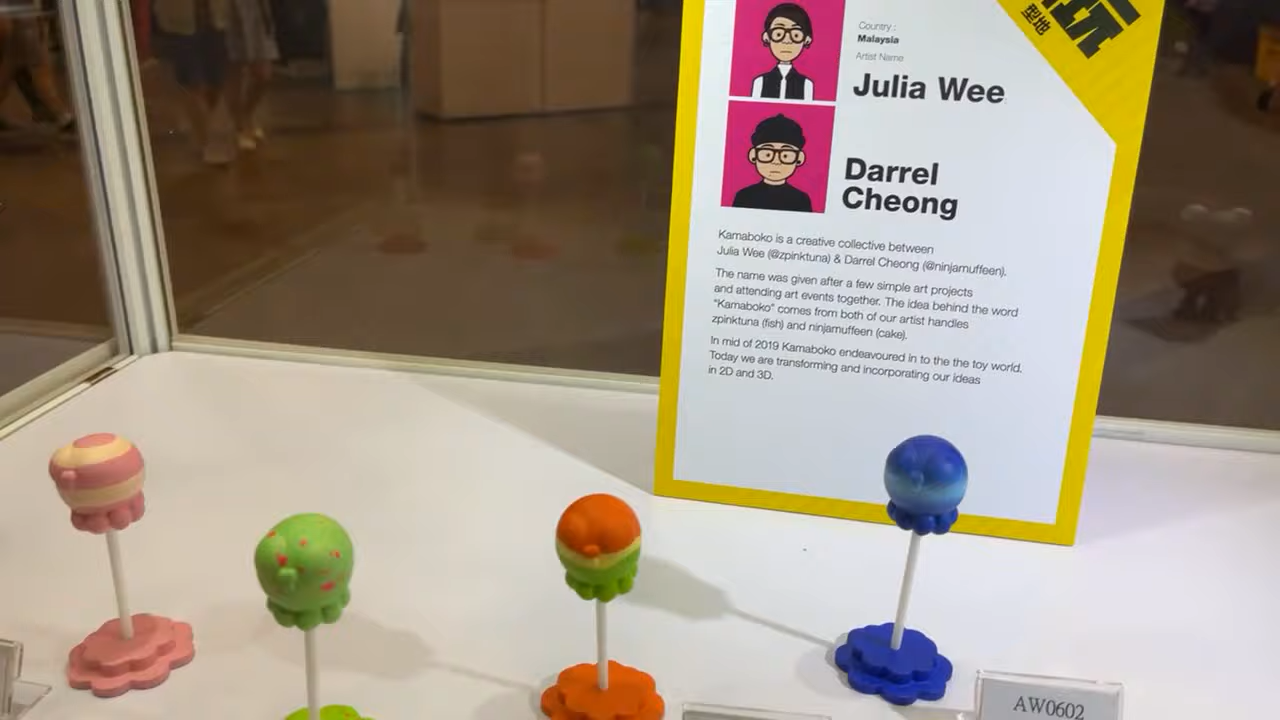 型地
Country :
Malaysia
Artist Name
Julia Wee
Darrel
Cheong
Kamaboko is a creative collective between
Julia Wee (@zpinktuna) & Darrel Cheong (@ninjamuffeen).
The name was given after a few simple art projects
and attending art events together. The idea behind the word
"Kamaboko" comes from both of our artist handles
zpinktuna (fish) and ninjamuffeen (cake).
In mid of 2019 Kamaboko endeavoured in to the the toy world.
Today we are transforming and incorporating our ideas
in 2D and 3D.
AW0602